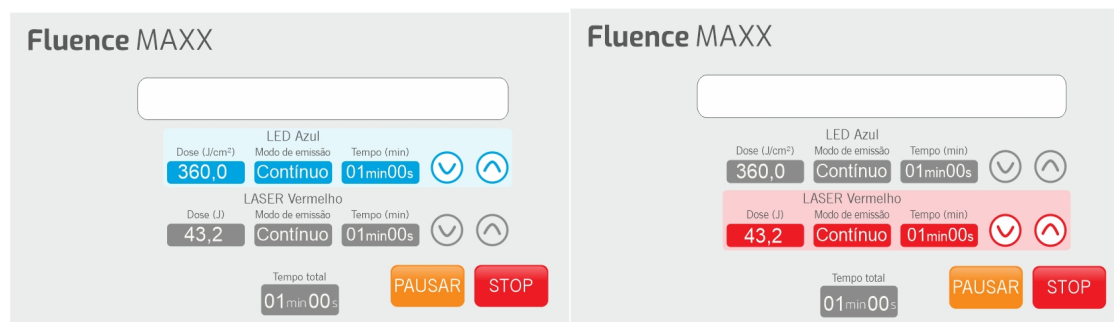 Fluence MAXX
LED Azul
Dose (J/cm²) Modo de emissão Tempo (min)
360,0 Contínuo 01min00s
LASER Vermelho
Dose (J) Modo de emissão Tempo (min)
43,2 Contínuo 01min00s
Tempo total
01min00s
PAUSAR STOP
Fluence MAXX
LED Azul
Dose (J/cm²) Modo de emissão Tempo (min)
360,0 Contínuo 01min00s
LASER Vermelho
Dose (J) Modo de emissão Tempo (min)
43,2 Contínuo 01min00s
Tempo total
01min00s
PAUSAR STOP